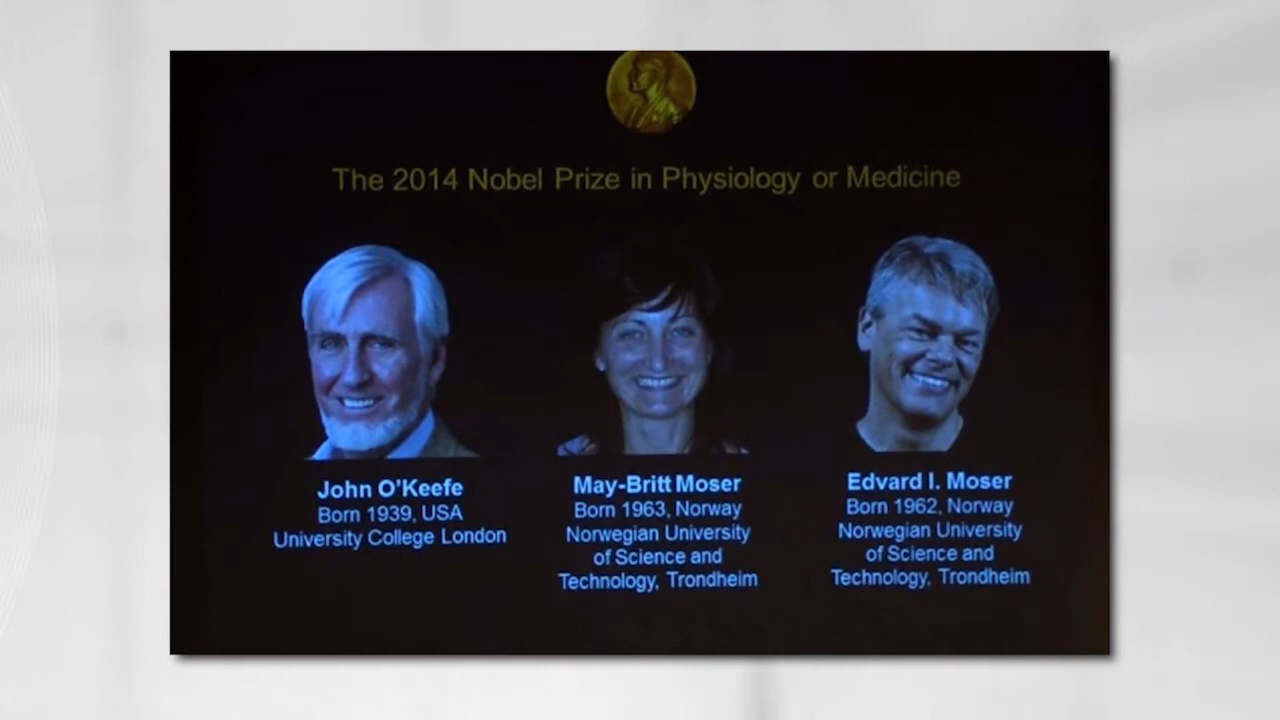 The 2014 Nobel Prize in Physiology or Medicine
John O'Keefe
Born 1939, USA
University College London
May-Britt Moser
Born 1963, Norway
Norwegian University
of Science and
Technology, Trondheim
Edvard I. Moser
Born 1962, Norway
Norwegian University
of Science and
Technology, Trondheim